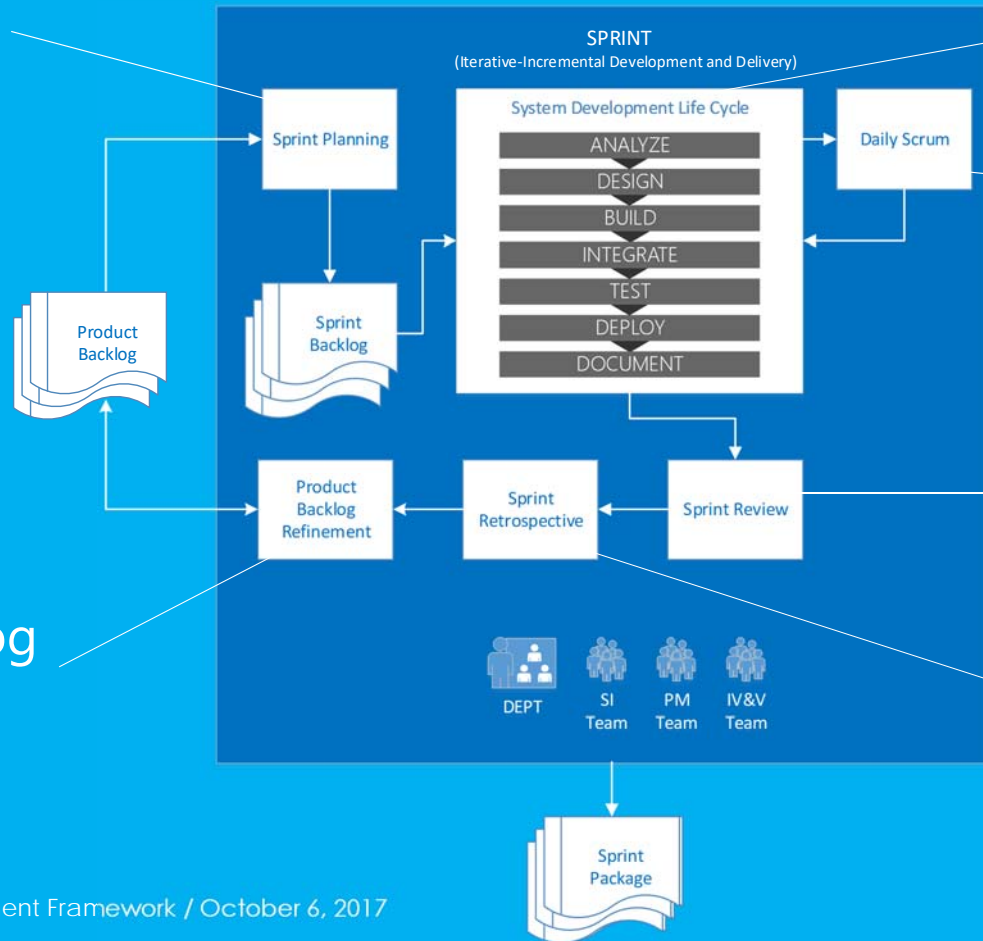 SPRINT
(Iterative-Incremental Development and Delivery)
Sprint Planning
System Development Life Cycle
ANALYZE
DESIGN
BUILD
INTEGRATE
TEST
DEPLOY
DOCUMENT
Daily Scrum
Product
Backlog
Sprint
Backlog
Product
Backlog
Refinement
Sprint
Retrospective
Sprint Review
og
DEPT
SI
Team
PM
Team
IV&V
Team
Sprint
Package
ent Framework / October 6, 2017